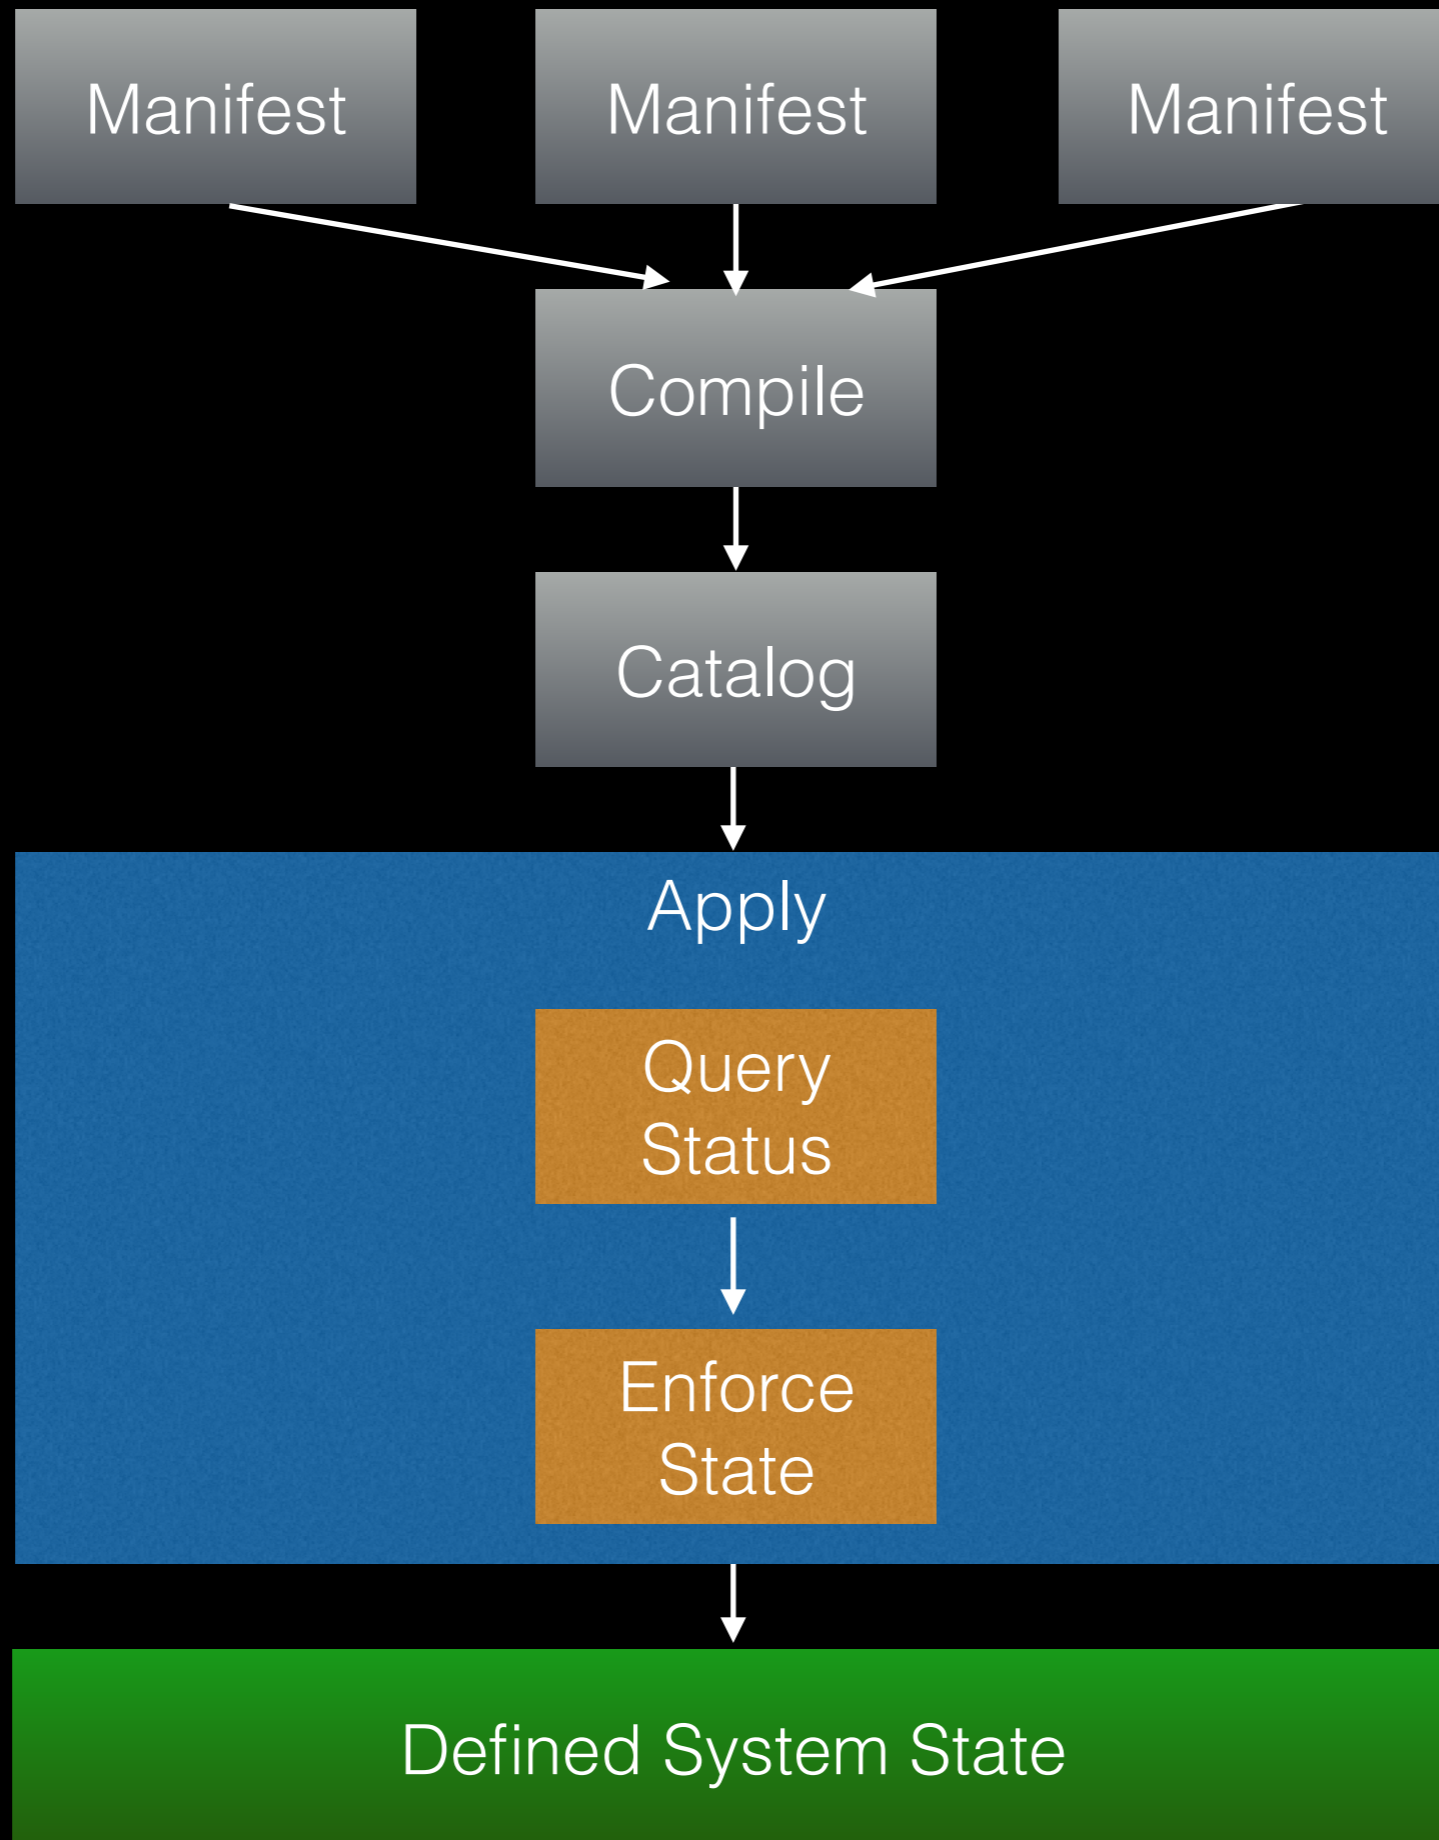 Manifest
Manifest
Manifest
Compile
Catalog
Apply
Query
Status
Enforce
State
Defined System State